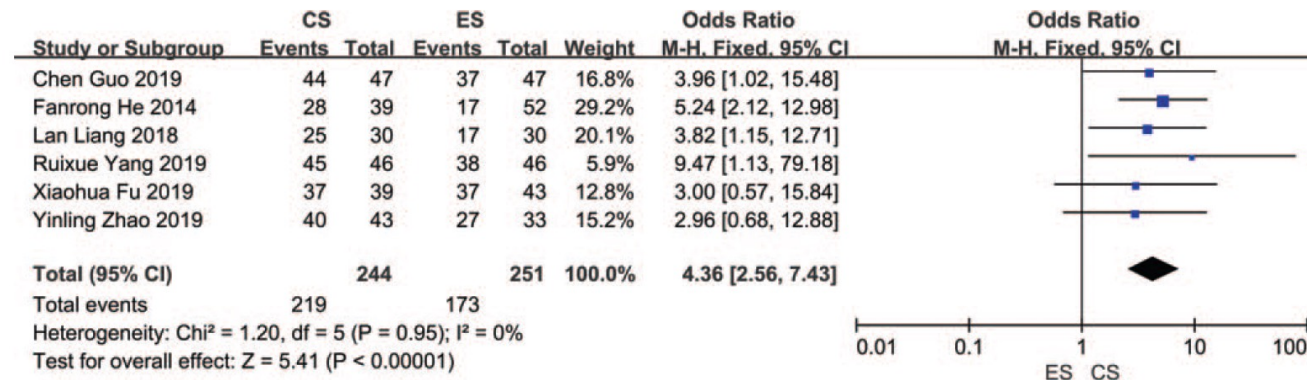 CS ES Odds Ratio Odds Ratio
Study or Subgroup Events Total Events Total Weight M-H. Fixed. 95% CI M-H. Fixed. 95% CI
Chen Guo 2019 44 47 37 47 16.8% 3.96 [1.02, 15.48]
Fanrong He 2014 28 39 17 52 29.2% 5.24 [2.12, 12.98]
Lan Liang 2018 25 30 17 30 20.1% 3.82 [1.15, 12.71]
Ruixue Yang 2019 45 46 38 46 5.9% 9.47 [1.13, 79.18]
Xiaohua Fu 2019 37 39 37 43 12.8% 3.00 [0.57, 15.84]
Yinling Zhao 2019 40 43 27 33 15.2% 2.96 [0.68, 12.88]
Total (95% CI) 244 251 100.0% 4.36 [2.56, 7.43]
Total events 219 173
Heterogeneity: Chi² = 1.20, df = 5 (P = 0.95); I² = 0%
Test for overall effect: Z = 5.41 (P < 0.00001)
0.01 0.1 1 10 100
ES CS